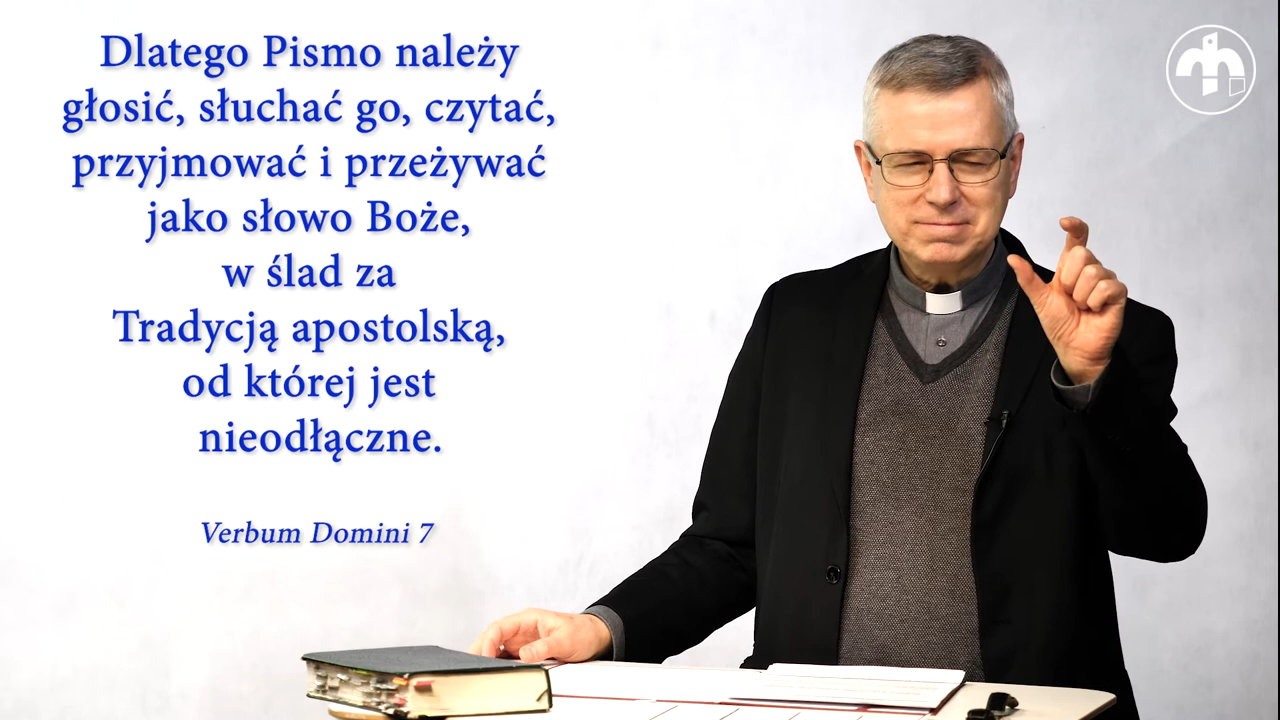 Dlatego Pismo należy
głosić, słuchać go, czytać,
przyjmować i przeżywać
jako słowo Boże,
w ślad za
Tradycją apostolską,
od której jest
nieodłączne.
Verbum Domini 7